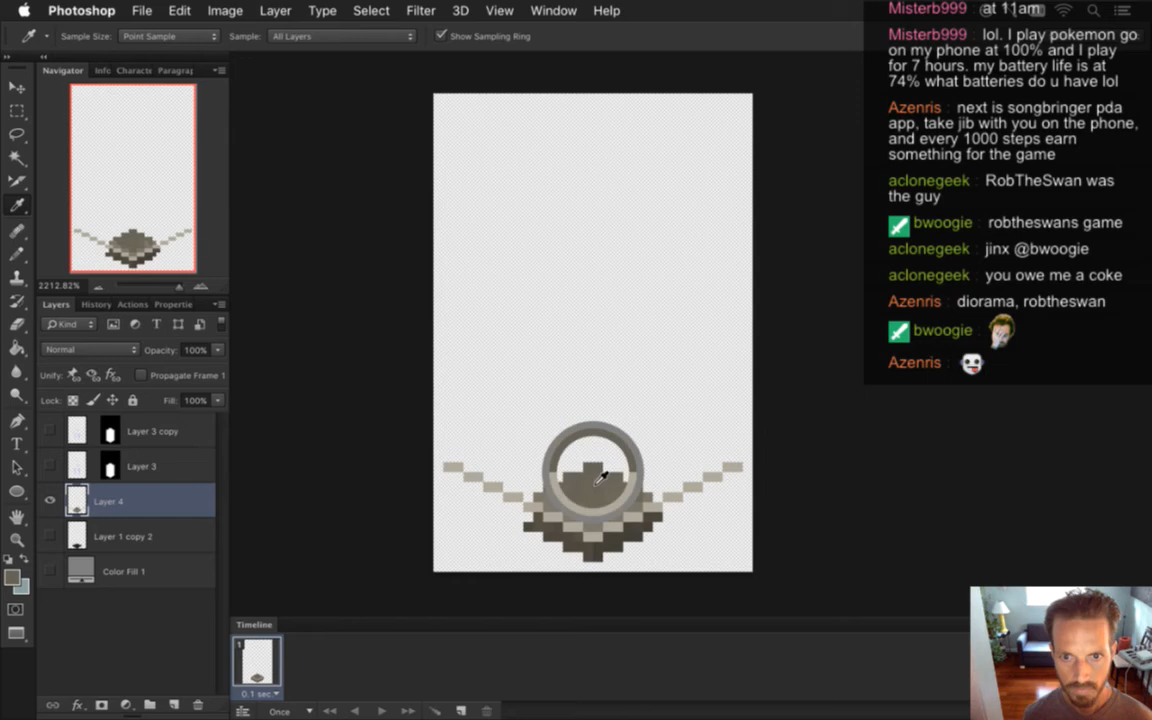 Photoshop File Edit Image Layer Type Select Filter 3D View Window Help
Sample Size: Point Sample Sample: All Layers Show Sampling Ring
Navigator Info Charact Paragraj
2212.82%
Layers History Actions Propertie
Kind
Normal Opacity: 100%
Unify: Propagate Frame 1
Lock: Fill: 100%
Layer 3 copy
Layer 3
Layer 4
Layer 1 copy 2
Color Fill 1
Timeline
1
0.1 sec.
Once
Misterb999 : at 11am
Misterb999 : lol. I play pokemon go
on my phone at 100% and I play
for 7 hours. my battery life is at
74% what batteries do u have lol
Azenris : next is songbringer pda
app, take jib with you on the phone,
and every 1000 steps earn
something for the game
aclonegeek : RobTheSwan was
the guy
bwoogie : robtheswans game
aclonegeek : jinx @bwoogie
aclonegeek : you owe me a coke
Azenris : diorama, robtheswan
bwoogie :
Azenris :